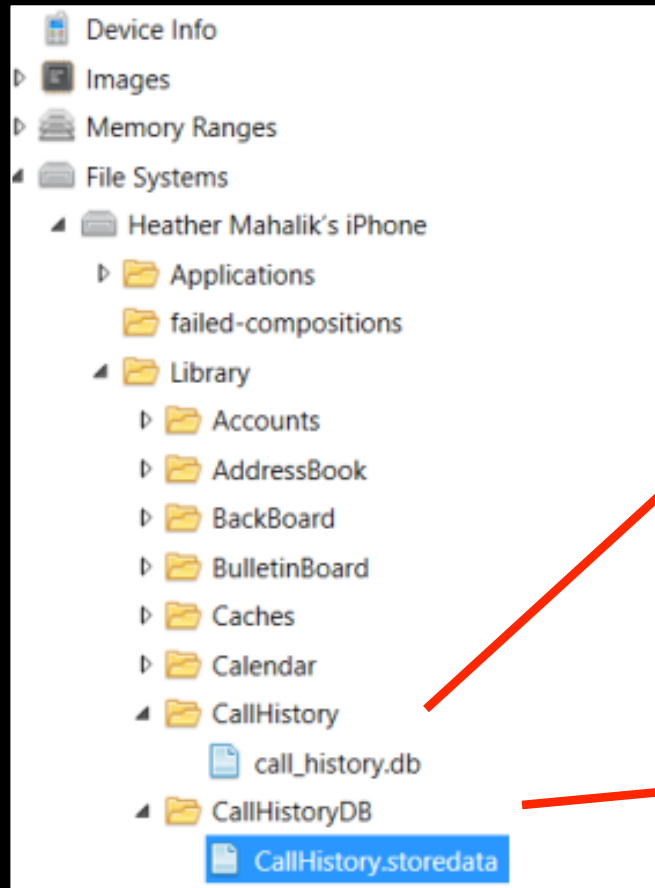 Device Info
Images
Memory Ranges
File Systems
Heather Mahalik's iPhone
Applications
failed-compositions
Library
Accounts
AddressBook
BackBoard
BulletinBoard
Caches
Calendar
CallHistory
call_history.db
CallHistoryDB
CallHistory.storedata